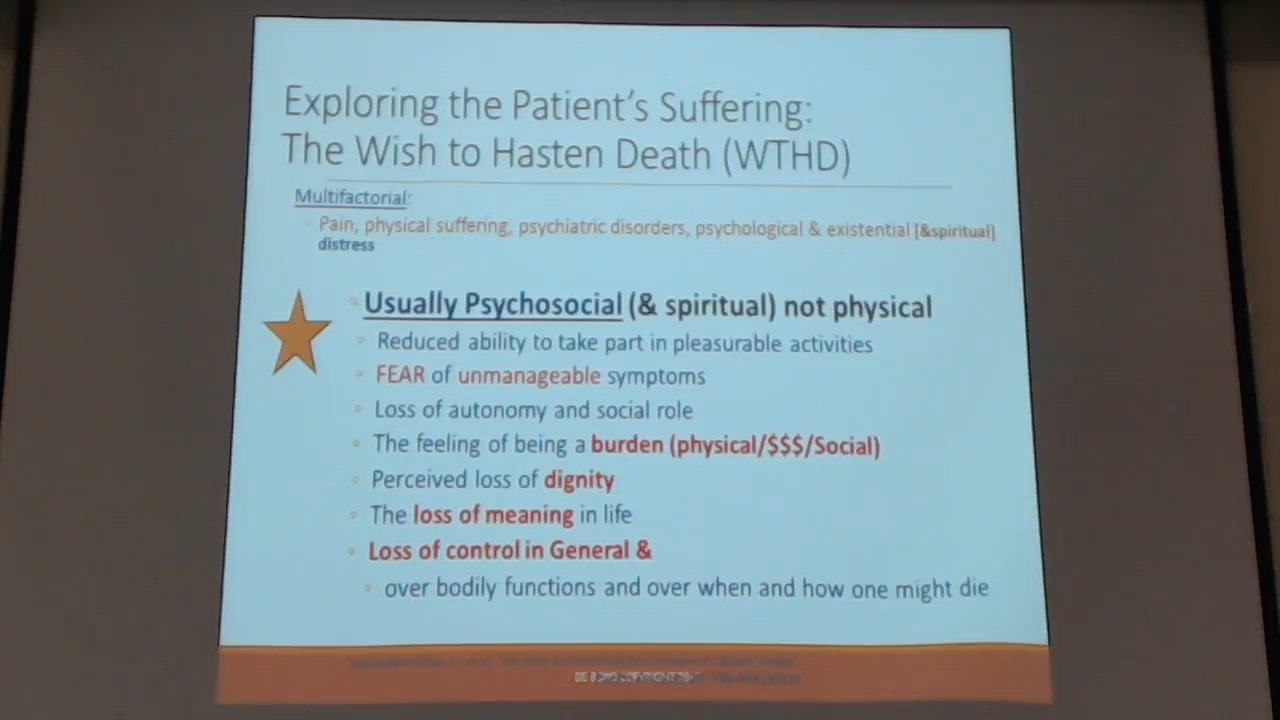 Exploring the Patient's Suffering:
The Wish to Hasten Death (WTHD)
Multifactorial:
Pain, physical suffering, psychiatric disorders, psychological & existential [&spiritual]
distress
Usually Psychosocial (& spiritual) not physical
Reduced ability to take part in pleasurable activities
FEAR of unmanageable symptoms
Loss of autonomy and social role
The feeling of being a burden (physical/$$$/Social)
Perceived loss of dignity
The loss of meaning in life
Loss of control in General &
over bodily functions and over when and how one might die